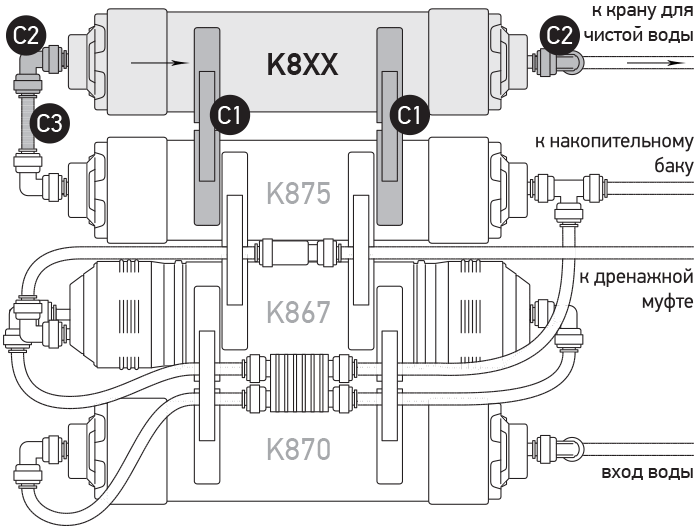 к крану для
чистой воды
C2
C2
K8XX
C1
C1
C3
к накопительному
баку
K875
к дренажной
муфте
K867
K870
вход воды